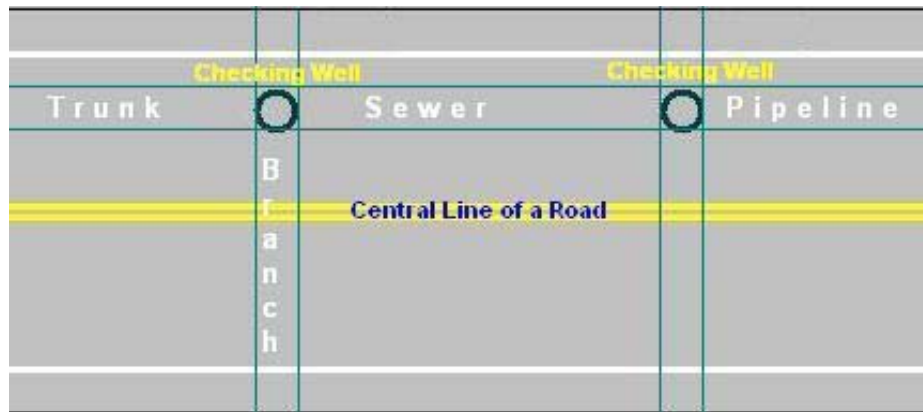 Checking Well Checking Well
Trunk Sewer Pipeline
Branch
Central Line of a Road